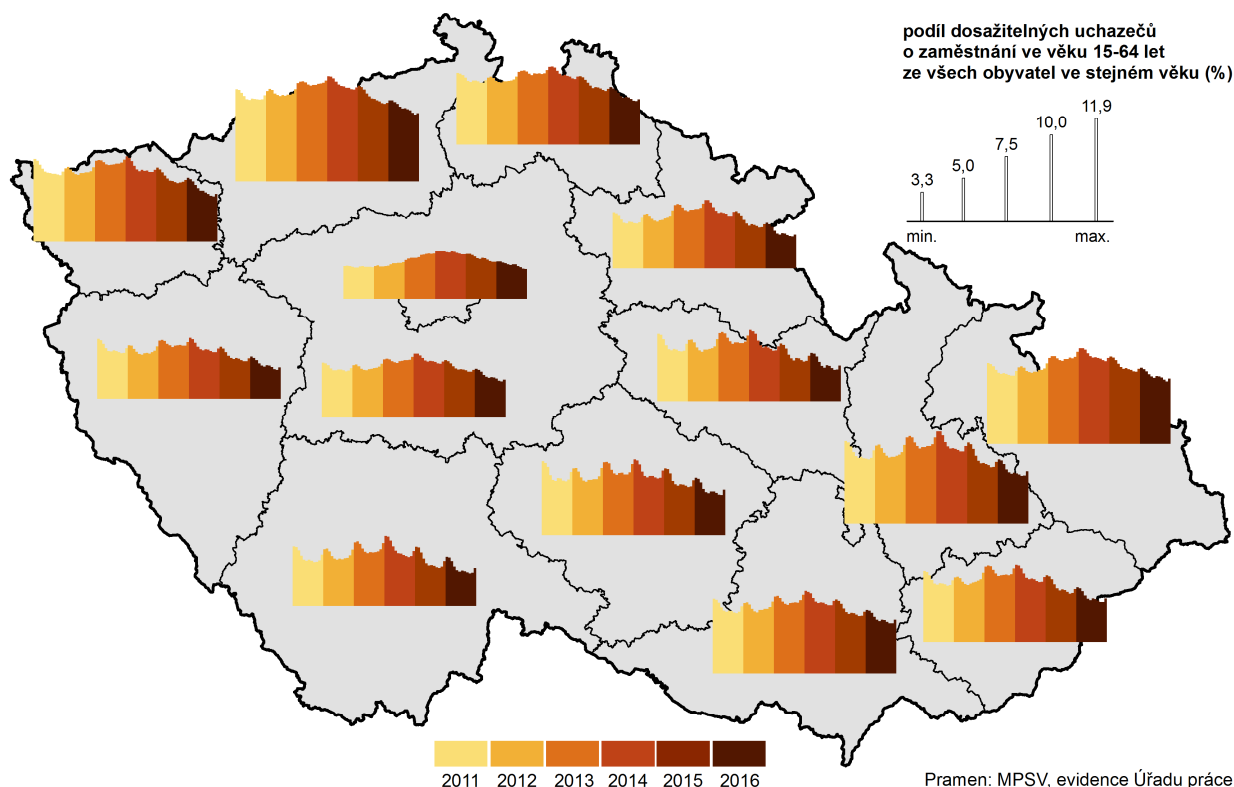 podíl dosažitelných uchazečů
o zaměstnání ve věku 15-64 let
ze všech obyvatel ve stejném věku (%)
11,9
10,0
7,5
5,0
3,3
min.
max.
2011
2012
2013
2014
2015
2016
Pramen: MPSV, evidence Úřadu práce